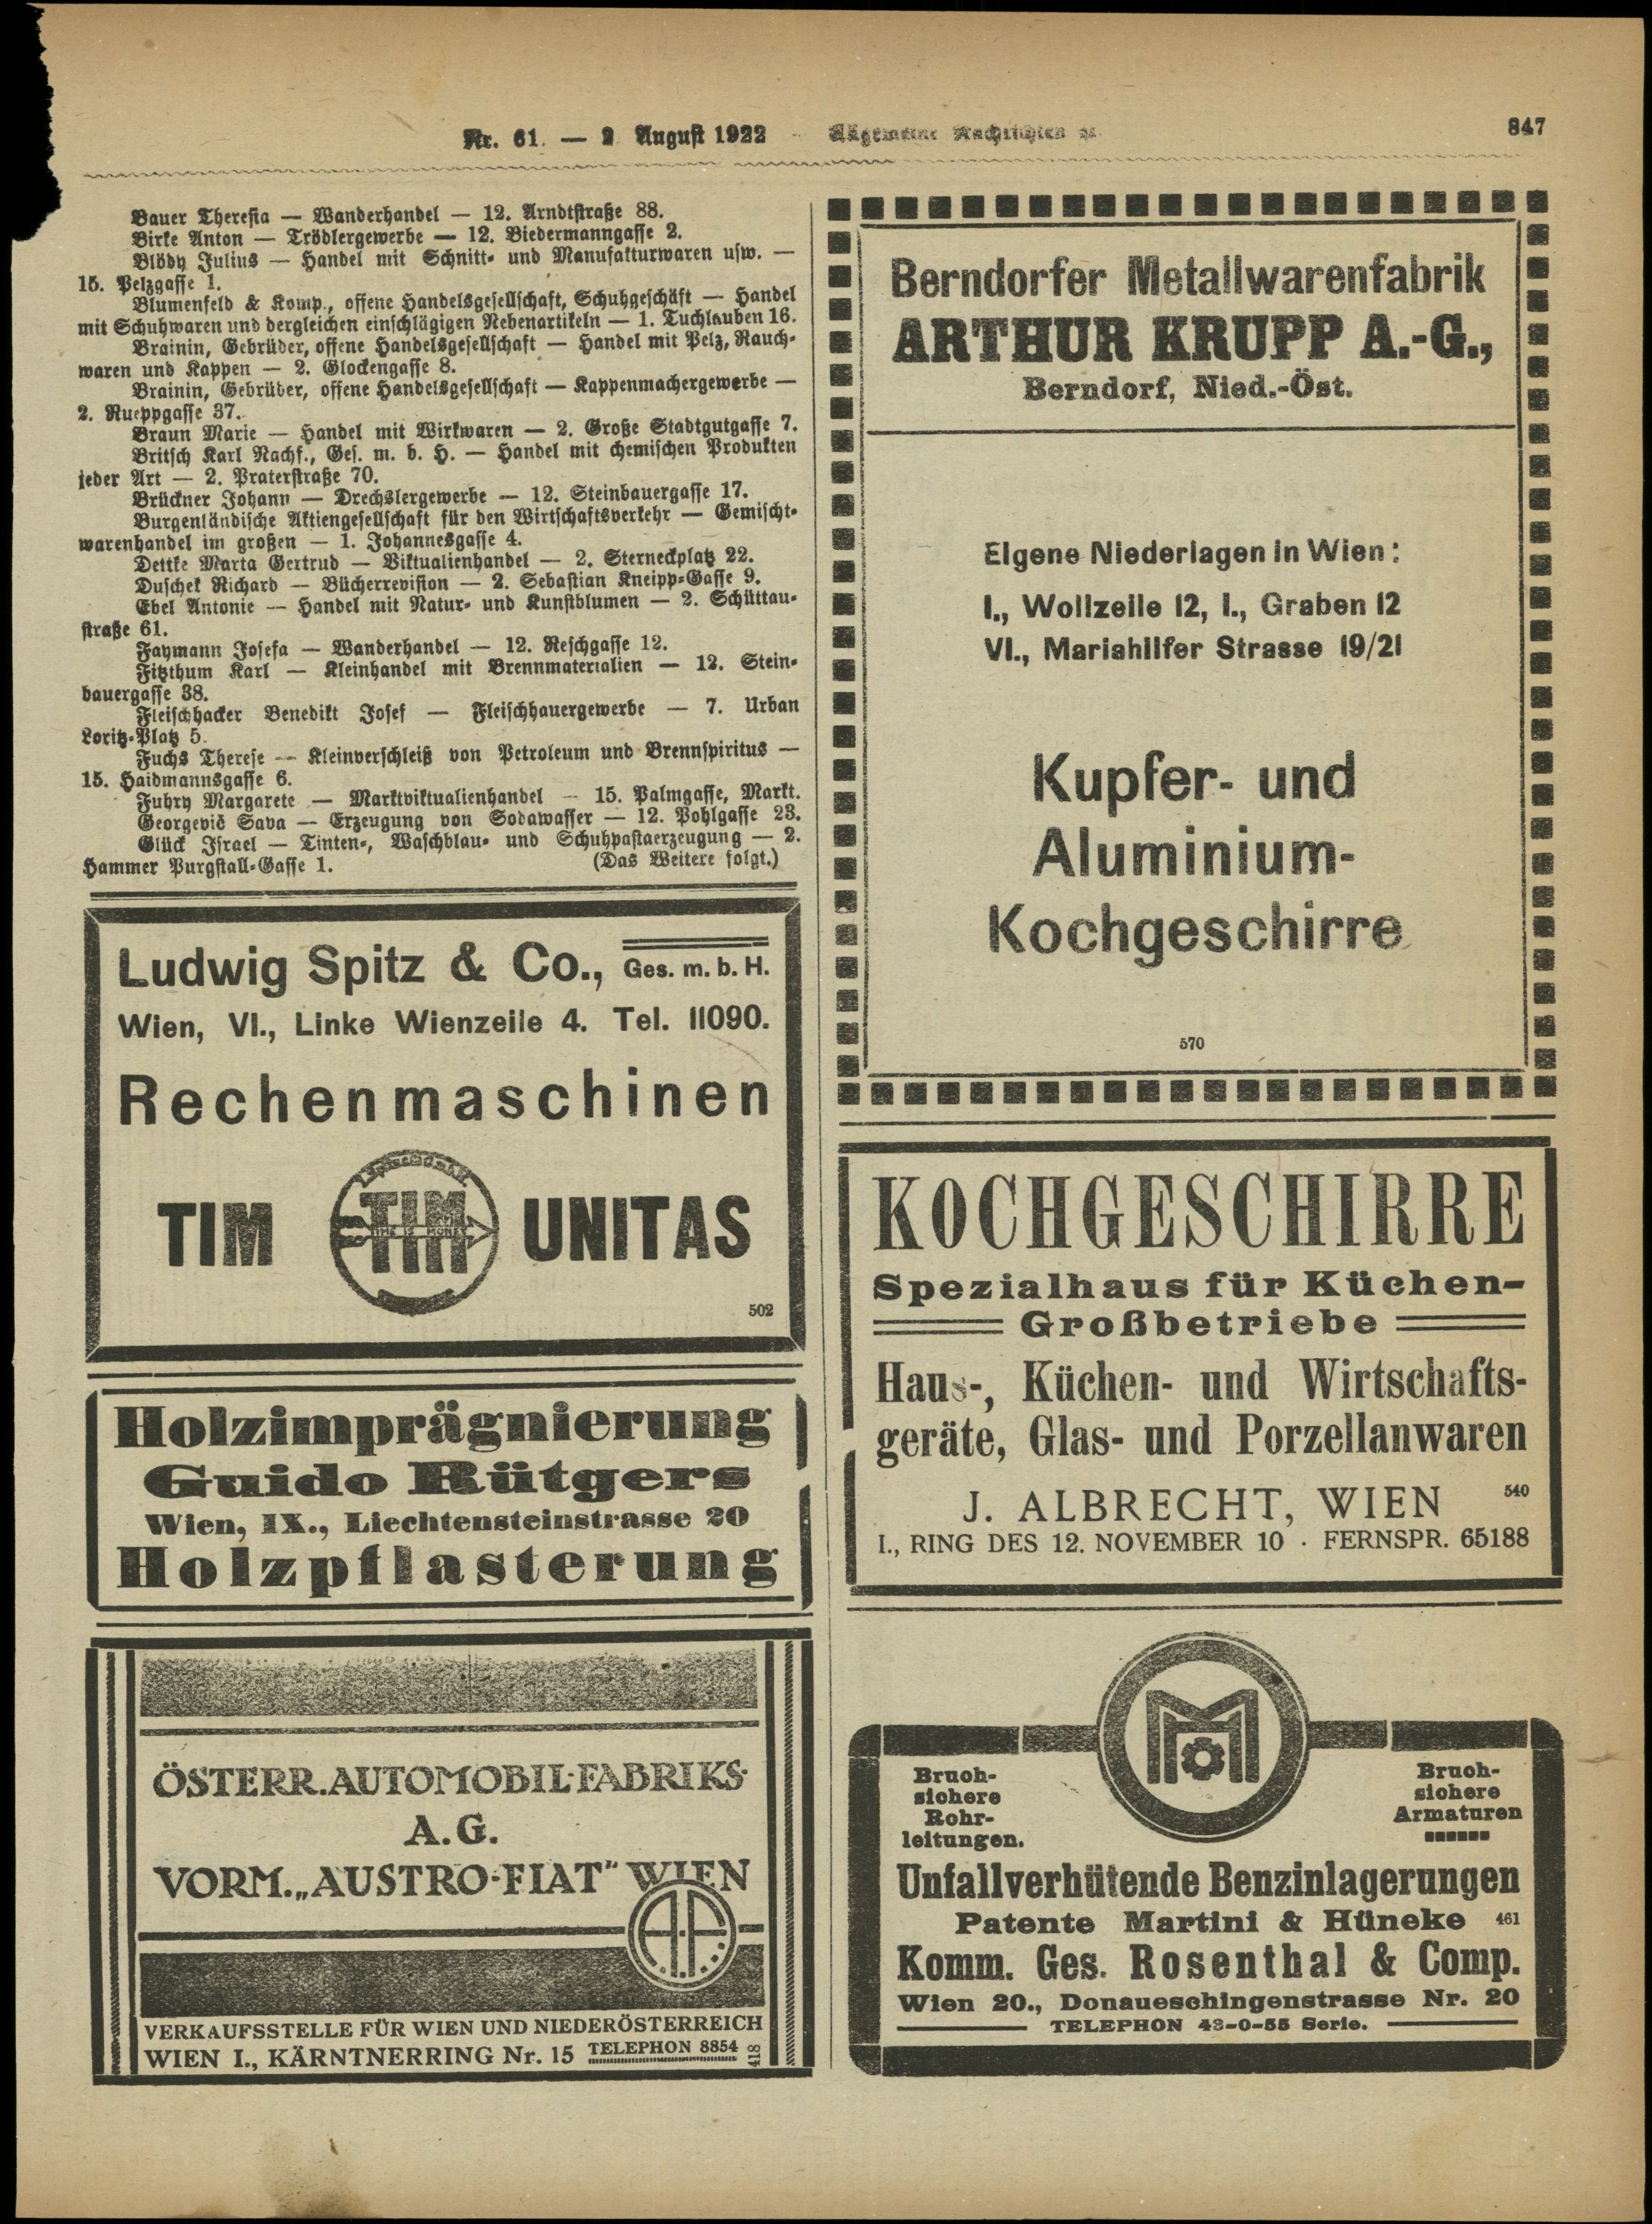 Nr. 61. — 2 August 1922
Allgemeine Nachrichten
847
Bauer Theresia — Wanderhandel — 12. Arndtstraße 88.
Birke Anton — Trödlergewerbe — 12. Biedermanngasse 2.
Blödy Julius — Handel mit Schnitt- und Manufakturwaren usw. —
15. Pelzgasse 1.
Blumenfeld & Komp., offene Handelsgesellschaft, Schuhgeschäft — Handel
mit Schuhwaren und dergleichen einschlägigen Nebenartikeln — 1. Tuchlauben 16.
Brainin, Gebrüder, offene Handelsgesellschaft — Handel mit Pelz, Rauch-
waren und Kappen — 2. Glockengasse 8.
Brainin, Gebrüder, offene Handelsgesellschaft — Kappenmachergewerbe —
2. Rueppgasse 37.
Braun Marie — Handel mit Wirkwaren — 2. Große Stadtgutgasse 7.
Britsch Karl Nachf., Ges. m. b. H. — Handel mit chemischen Produkten
jeder Art — 2. Praterstraße 70.
Brückner Johann — Drechslergewerbe — 12. Steinbauergasse 17.
Burgenländische Aktiengesellschaft für den Wirtschaftsverkehr — Gemischt-
warenhandel im großen — 1. Johannesgasse 4.
Dettke Marta Gertrud — Viktualienhandel — 2. Sterneckplatz 22.
Duschek Richard — Bücherrevision — 2. Sebastian Kneipp-Gasse 9.
Ebel Antonie — Handel mit Natur- und Kunstblumen — 2. Schüttau-
straße 61.
Faymann Josefa — Wanderhandel — 12. Reschgasse 12.
Fitzthum Karl — Kleinhandel mit Brennmaterialien — 12. Stein-
bauergasse 38.
Fleischhacker Benedikt Josef — Fleischhauergewerbe — 7. Urban
Loritz-Platz 5.
Fuchs Therese — Kleinverschleiß von Petroleum und Brennspiritus —
15. Haidmannsgasse 6.
Fuhry Margarete — Marktviktualienhandel — 15. Palmgasse, Markt.
Georgevič Sava — Erzeugung von Sodawasser — 12. Pohlgasse 23.
Glück Israel — Tinten-, Waschblau- und Schuhpastaerzeugung — 2.
Hammer Purgstall-Gasse 1.
(Das Weitere folgt.)
Ludwig Spitz & Co., Ges. m. b. H.
Wien, VI., Linke Wienzeile 4. Tel. 11090.
Rechenmaschinen
TIM
TIM
TIME IS MONEY
UNITAS
502
Holzimprägnierung
Guido Rütgers
Wien, IX., Liechtensteinstrasse 20
Holzpflasterung
ÖSTERR. AUTOMOBIL-FABRIKS-
A. G.
VORM. „AUSTRO-FIAT" WIEN
AF
VERKAUFSSTELLE FÜR WIEN UND NIEDERÖSTERREICH
WIEN I., KÄRNTNERRING Nr. 15 TELEPHON 8854
418
Berndorfer Metallwarenfabrik
ARTHUR KRUPP A.-G.,
Berndorf, Nied.-Öst.
Eigene Niederlagen in Wien:
I., Wollzeile 12, I., Graben 12
VI., Mariahilfer Strasse 19/21
Kupfer- und
Aluminium-
Kochgeschirre
570
KOCHGESCHIRRE
Spezialhaus für Küchen-
Großbetriebe
Haus-, Küchen- und Wirtschafts-
geräte, Glas- und Porzellanwaren
J. ALBRECHT, WIEN
540
I., RING DES 12. NOVEMBER 10 · FERNSPR. 65188
Bruch-
sichere
Rohr-
leitungen.
Bruch-
sichere
Armaturen
Unfallverhütende Benzinlagerungen
Patente Martini & Hüneke 461
Komm. Ges. Rosenthal & Comp.
Wien 20., Donaueschingenstrasse Nr. 20
TELEPHON 43-0-55 Serie.